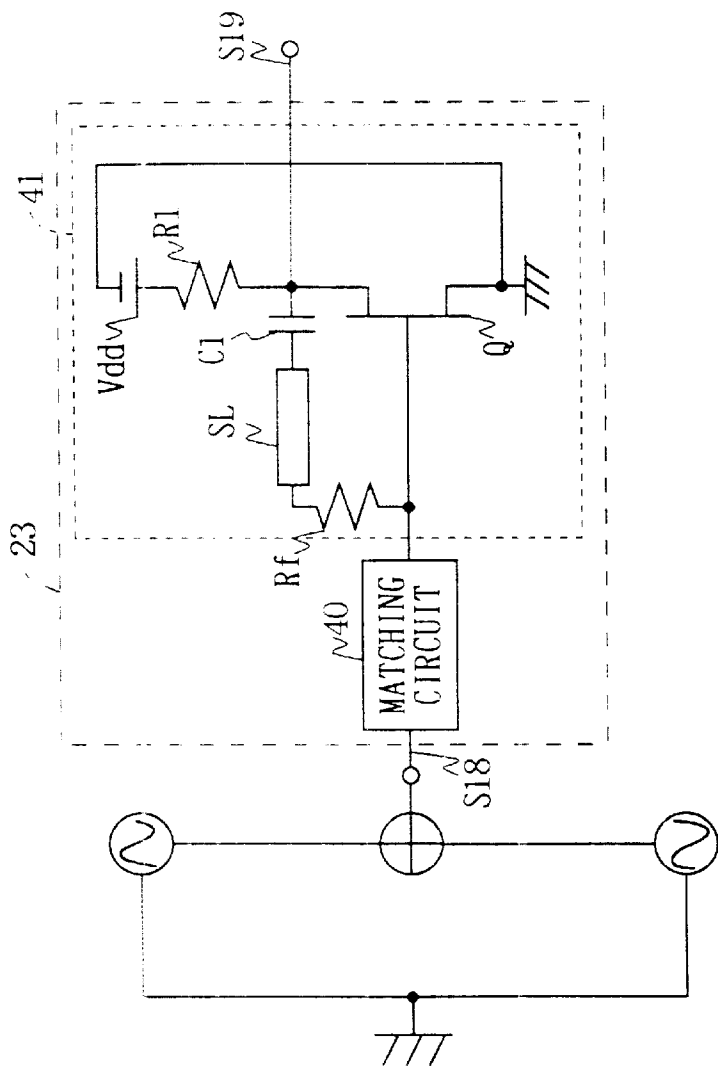 23
41
S19
Vdd
R1
C1
SL
Rf
Q
40
MATCHING
CIRCUIT
S18